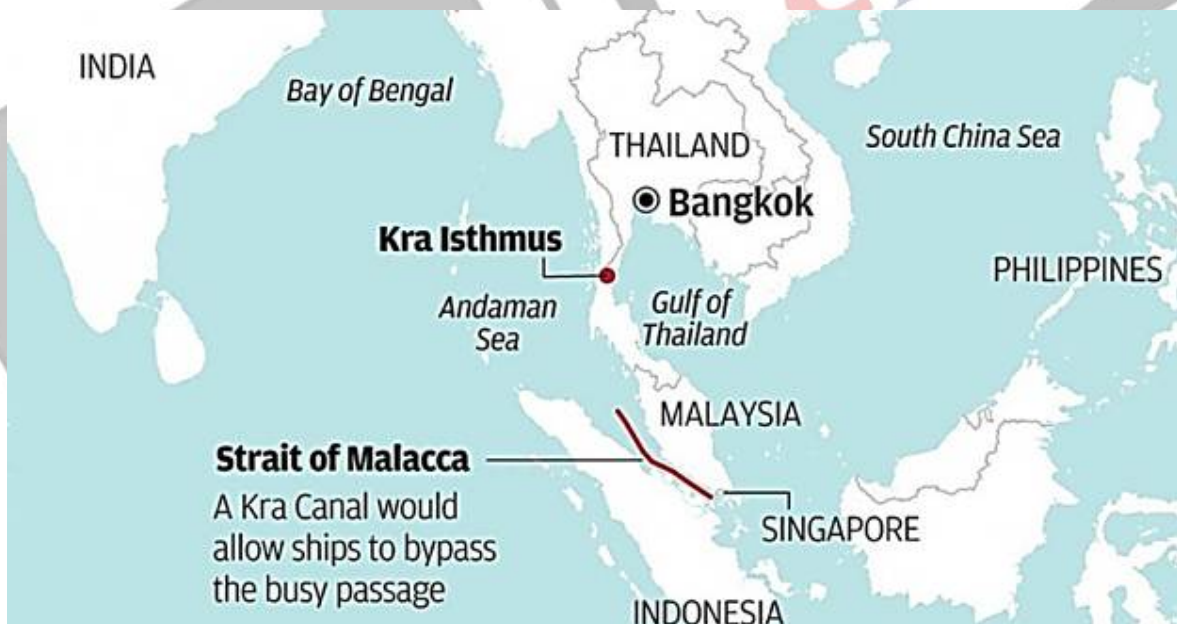 INDIA
Bay of Bengal
THAILAND
South China Sea
Bangkok
Kra Isthmus
PHILIPPINES
Andaman
Sea
Gulf of
Thailand
MALAYSIA
Strait of Malacca
A Kra Canal would
allow ships to bypass
the busy passage
SINGAPORE
INDONESIA